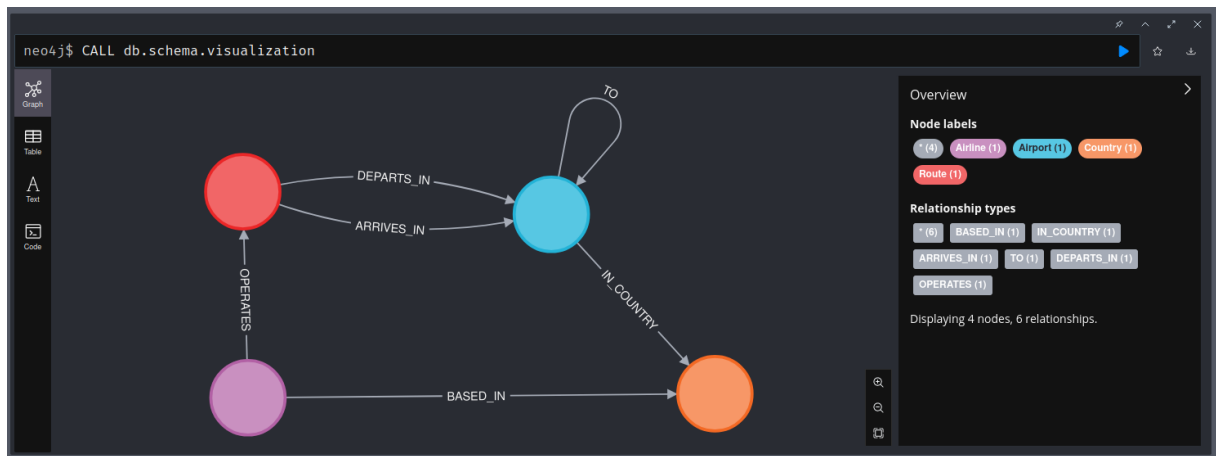 neo4j$ CALL db.schema.visualization
Graph
Table
A
Text
Code
TO
DEPARTS_IN
ARRIVES_IN
OPERATES
IN_COUNTRY
BASED_IN
Overview
Node labels
* (4) Airline (1) Airport (1) Country (1)
Route (1)
Relationship types
* (6) BASED_IN (1) IN_COUNTRY (1)
ARRIVES_IN (1) TO (1) DEPARTS_IN (1)
OPERATES (1)
Displaying 4 nodes, 6 relationships.